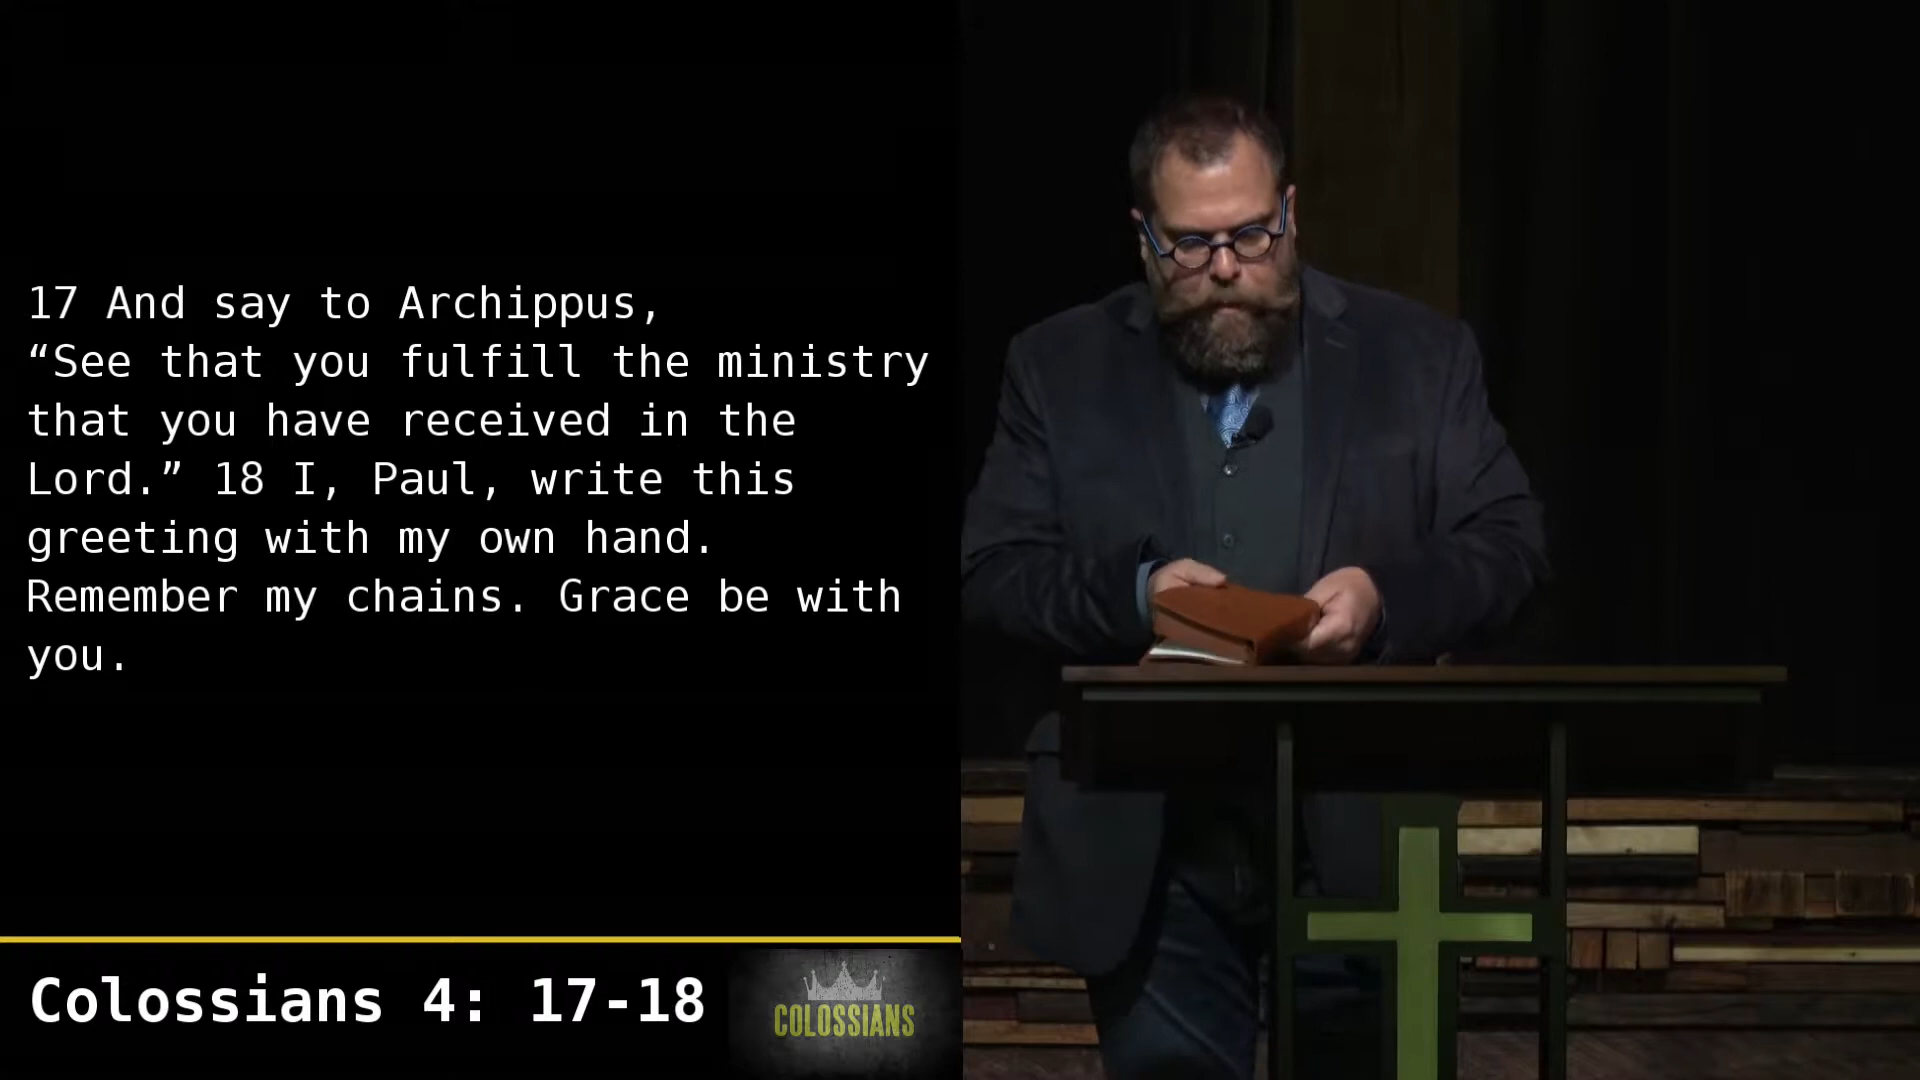 17 And say to Archippus,
“See that you fulfill the ministry
that you have received in the
Lord.” 18 I, Paul, write this
greeting with my own hand.
Remember my chains. Grace be with
you.
Colossians 4: 17-18
COLOSSIANS